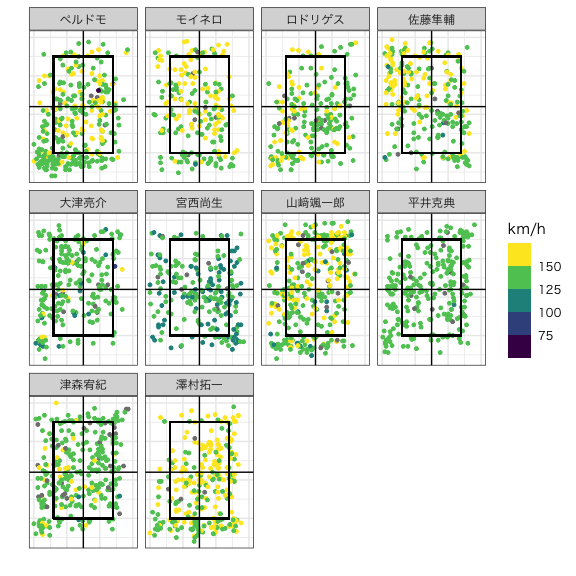 ペルドモ
モイネロ
ロドリゲス
佐藤隼輔
大津亮介
宮西尚生
山﨑颯一郎
平井克典
km/h
150
125
100
75
津森宥紀
澤村拓一